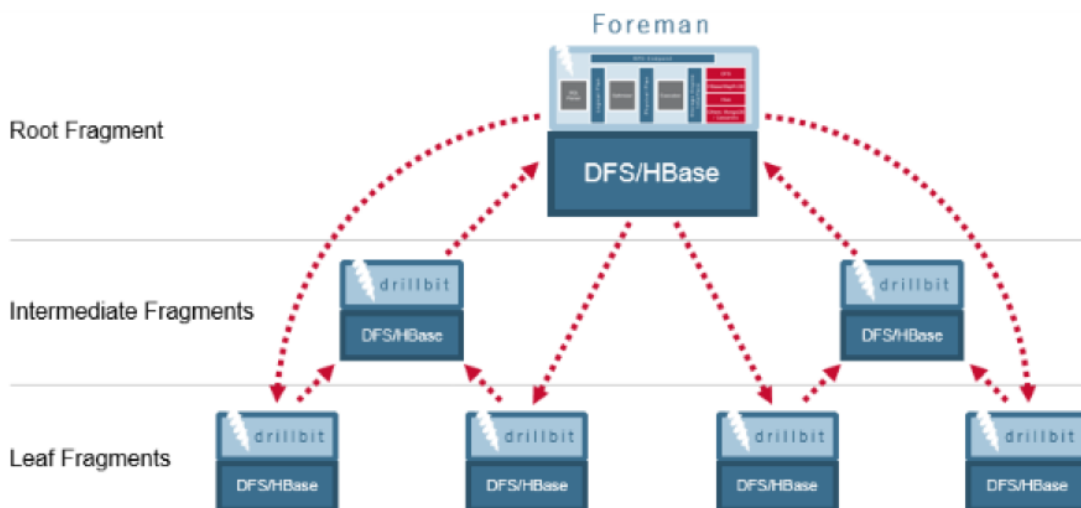 Foreman
Root Fragment
DFS/HBase
drillbit
drillbit
Intermediate Fragments
DFS/HBase
DFS/HBase
drillbit
drillbit
drillbit
drillbit
Leaf Fragments
DFS/HBase
DFS/HBase
DFS/HBase
DFS/HBase